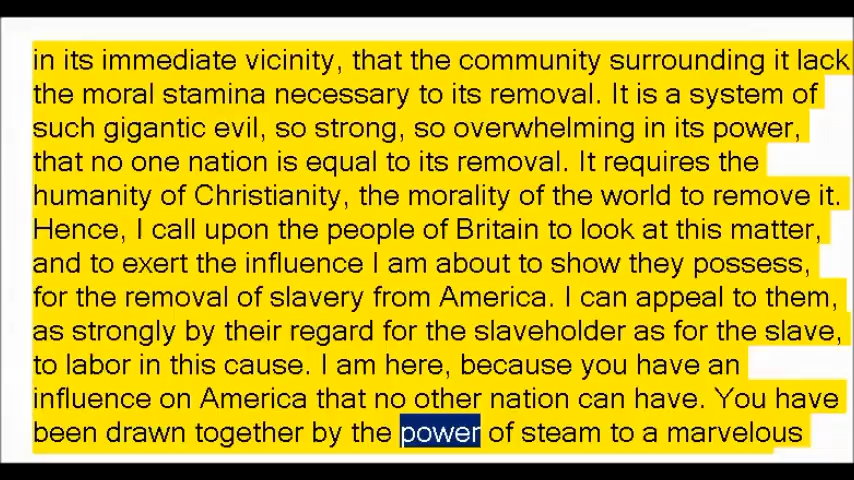 in its immediate vicinity, that the community surrounding it lack
the moral stamina necessary to its removal. It is a system of
such gigantic evil, so strong, so overwhelming in its power,
that no one nation is equal to its removal. It requires the
humanity of Christianity, the morality of the world to remove it.
Hence, I call upon the people of Britain to look at this matter,
and to exert the influence I am about to show they possess,
for the removal of slavery from America. I can appeal to them,
as strongly by their regard for the slaveholder as for the slave,
to labor in this cause. I am here, because you have an
influence on America that no other nation can have. You have
been drawn together by the power of steam to a marvelous